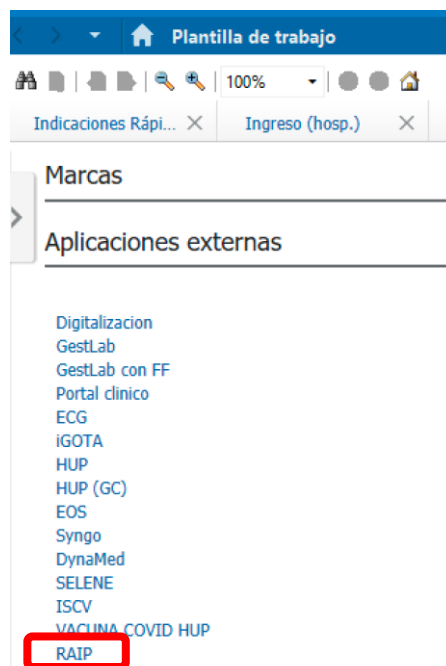 Plantilla de trabajo
100%
Indicaciones Rápi... Ingreso (hosp.)
Marcas
Aplicaciones externas
Digitalizacion
GestLab
GestLab con FF
Portal clinico
ECG
iGOTA
HUP
HUP (GC)
EOS
Syngo
DynaMed
SELENE
ISCV
VACUNA COVID HUP
RAIP